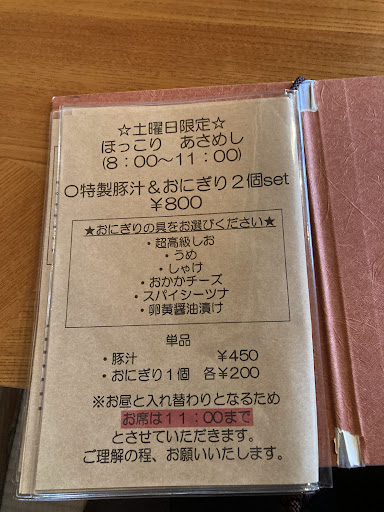 ☆土曜日限定☆
ほっこり　あさめし
(8：00〜11：00)
〇特製豚汁＆おにぎり２個set
￥800
★おにぎりの具をお選びください★
・超高級しお
・うめ
・しゃけ
・おかかチーズ
・スパイシーツナ
・卵黄醤油漬け
単品
・豚汁　￥450
・おにぎり１個　各￥200
※お昼と入れ替わりとなるため
お席は１１：00まで
とさせていただきます。
ご理解の程、お願いいたします。